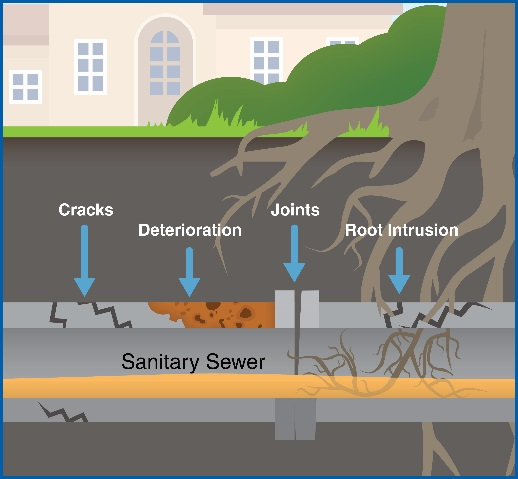 Cracks
Joints
Deterioration
Root Intrusion
Sanitary Sewer